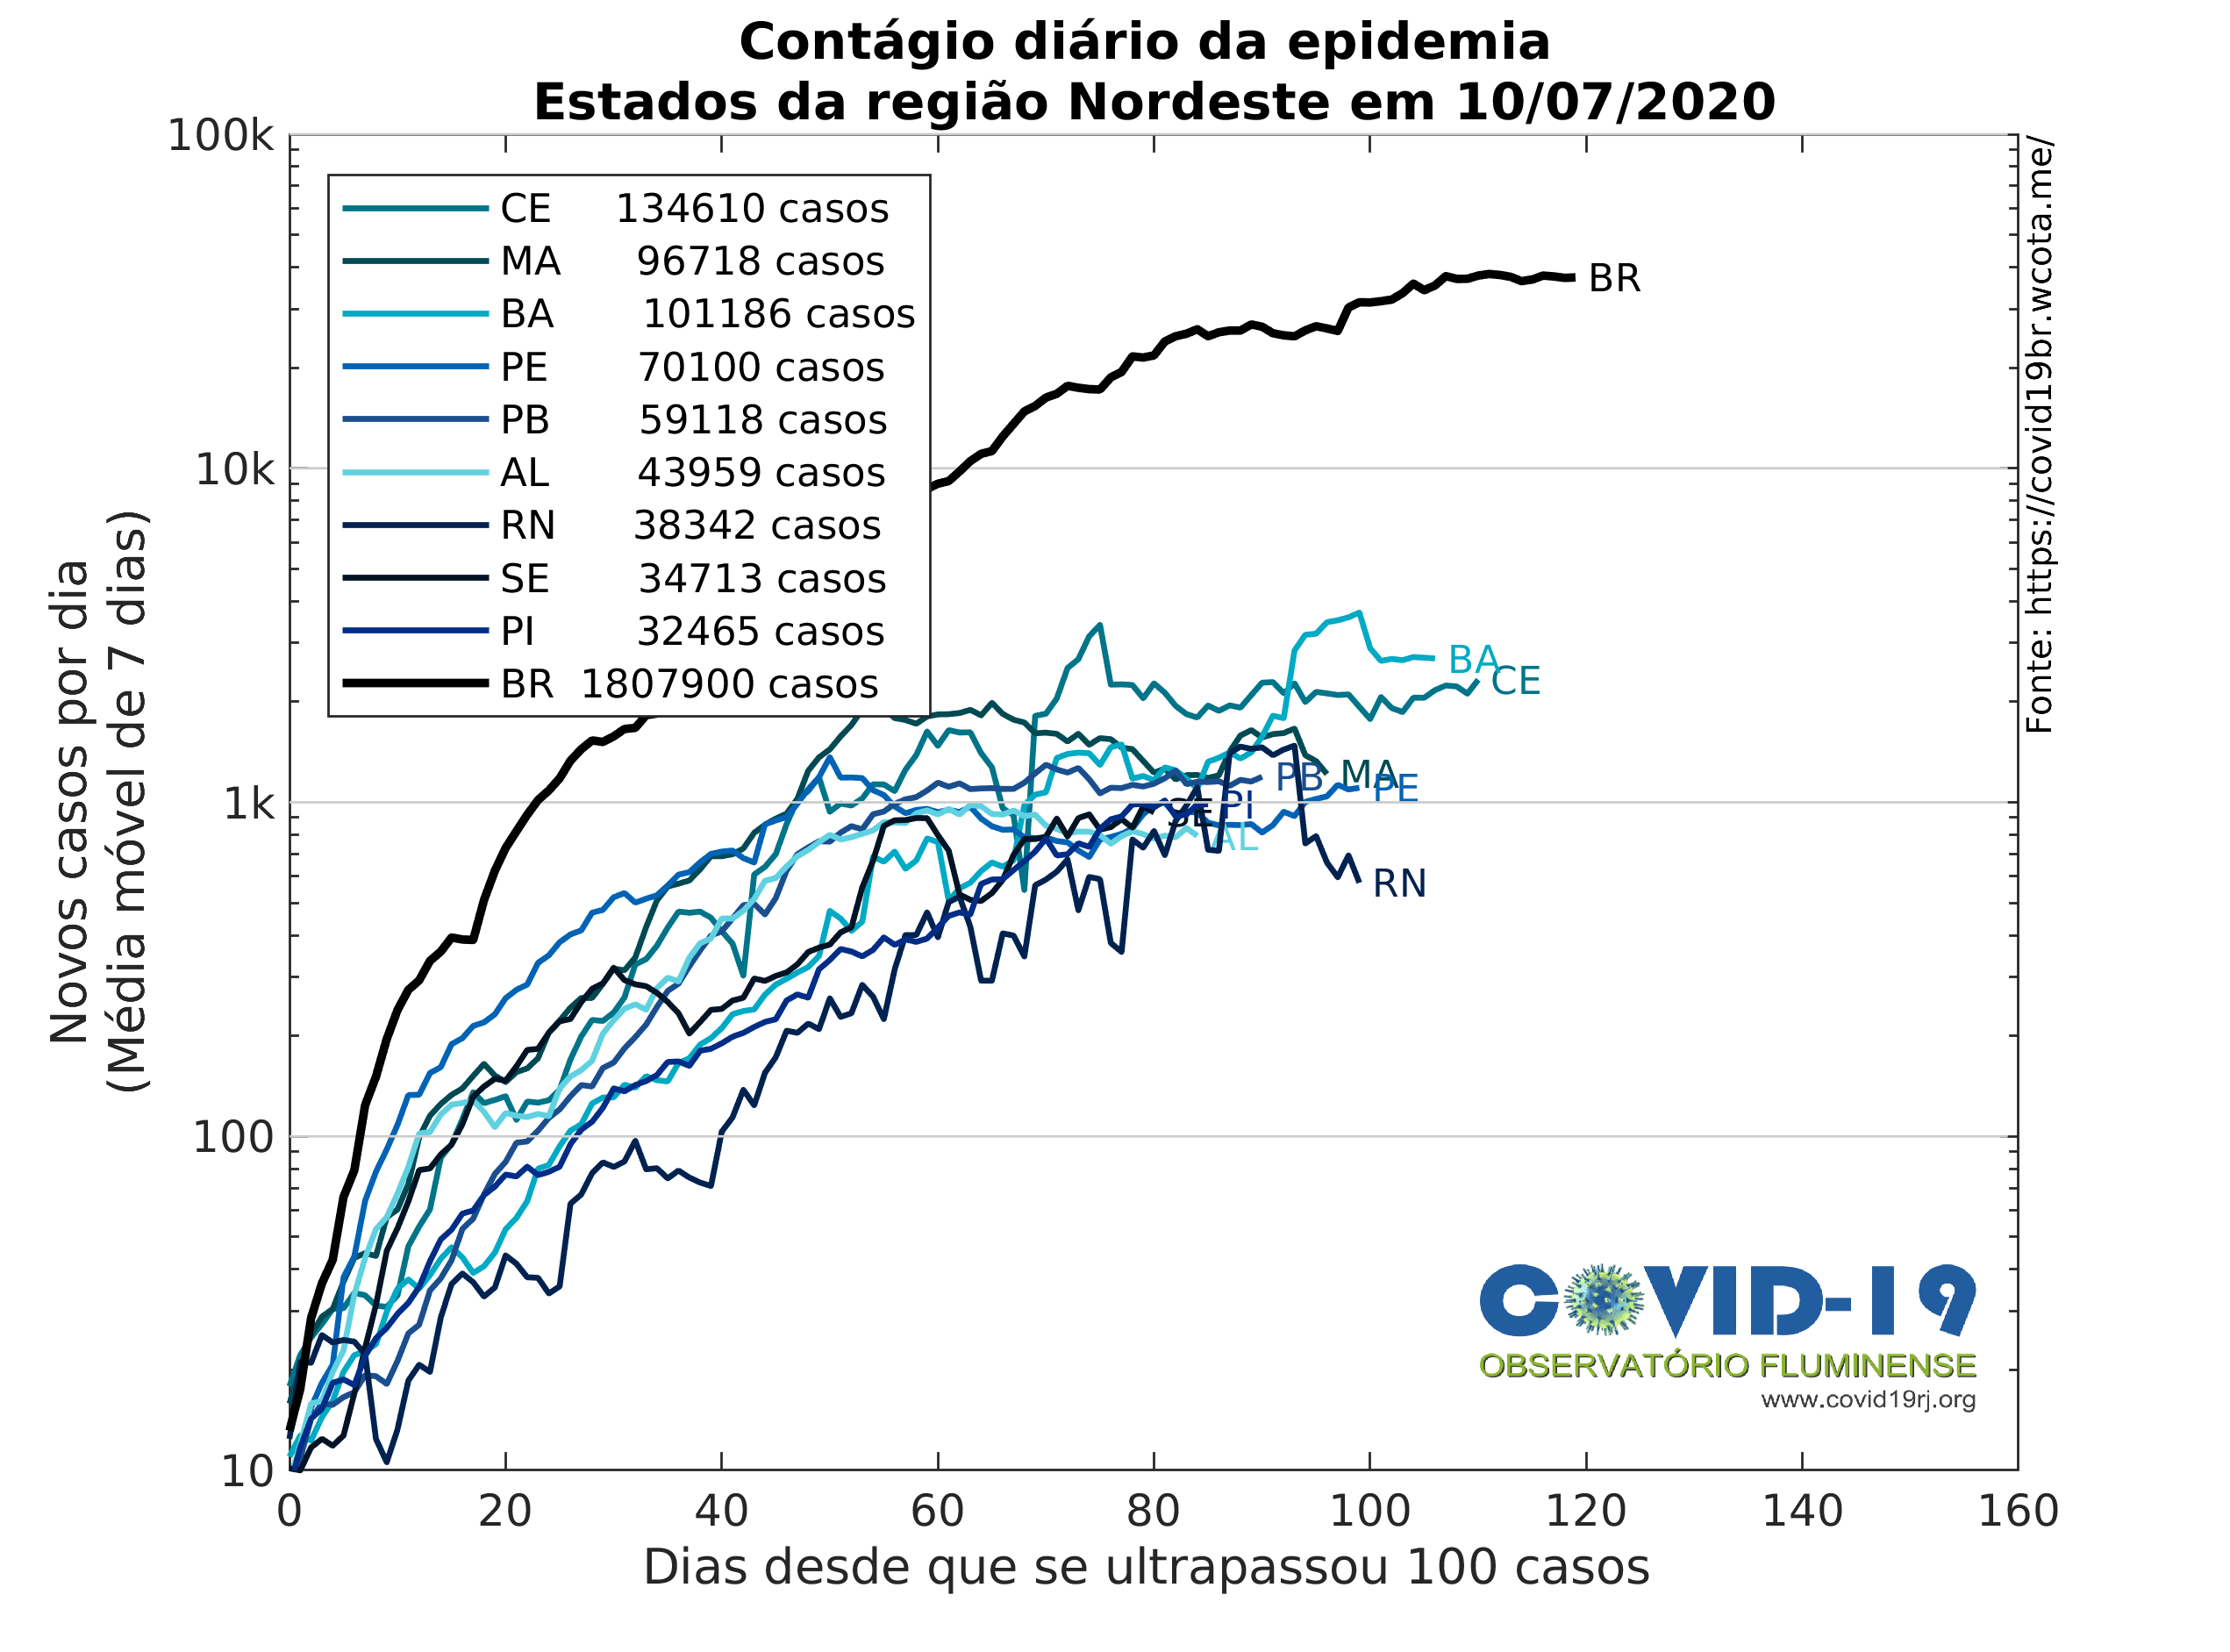 Contágio diário da epidemia
Estados da região Nordeste em 10/07/2020
100k
10k
1k
100
10
Novos casos por dia
(Média móvel de 7 dias)
CE 134610 casos
MA 96718 casos
BA 101186 casos
PE 70100 casos
PB 59118 casos
AL 43959 casos
RN 38342 casos
SE 34713 casos
PI 32465 casos
BR 1807900 casos
BR
BA
CE
PB
MA
PE
SE
PI
AL
RN
Fonte: https://covid19br.wcota.me/
COVID-19
OBSERVATÓRIO FLUMINENSE
www.covid19rj.org
0 20 40 60 80 100 120 140 160
Dias desde que se ultrapassou 100 casos